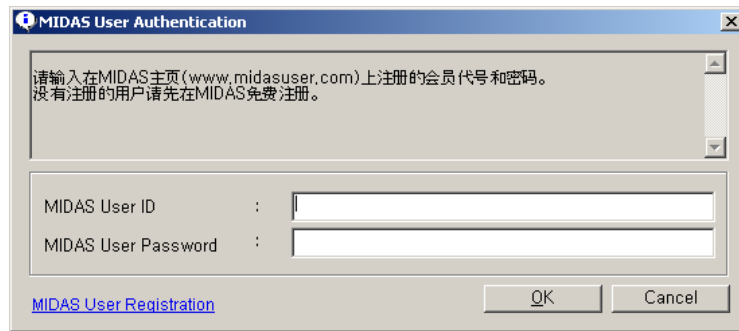 MIDAS User Authentication
请输入在MIDAS主页(www.midasuser.com)上注册的会员代号和密码。
没有注册的用户请先在MIDAS免费注册。
MIDAS User ID :
MIDAS User Password :
MIDAS User Registration
OK
Cancel